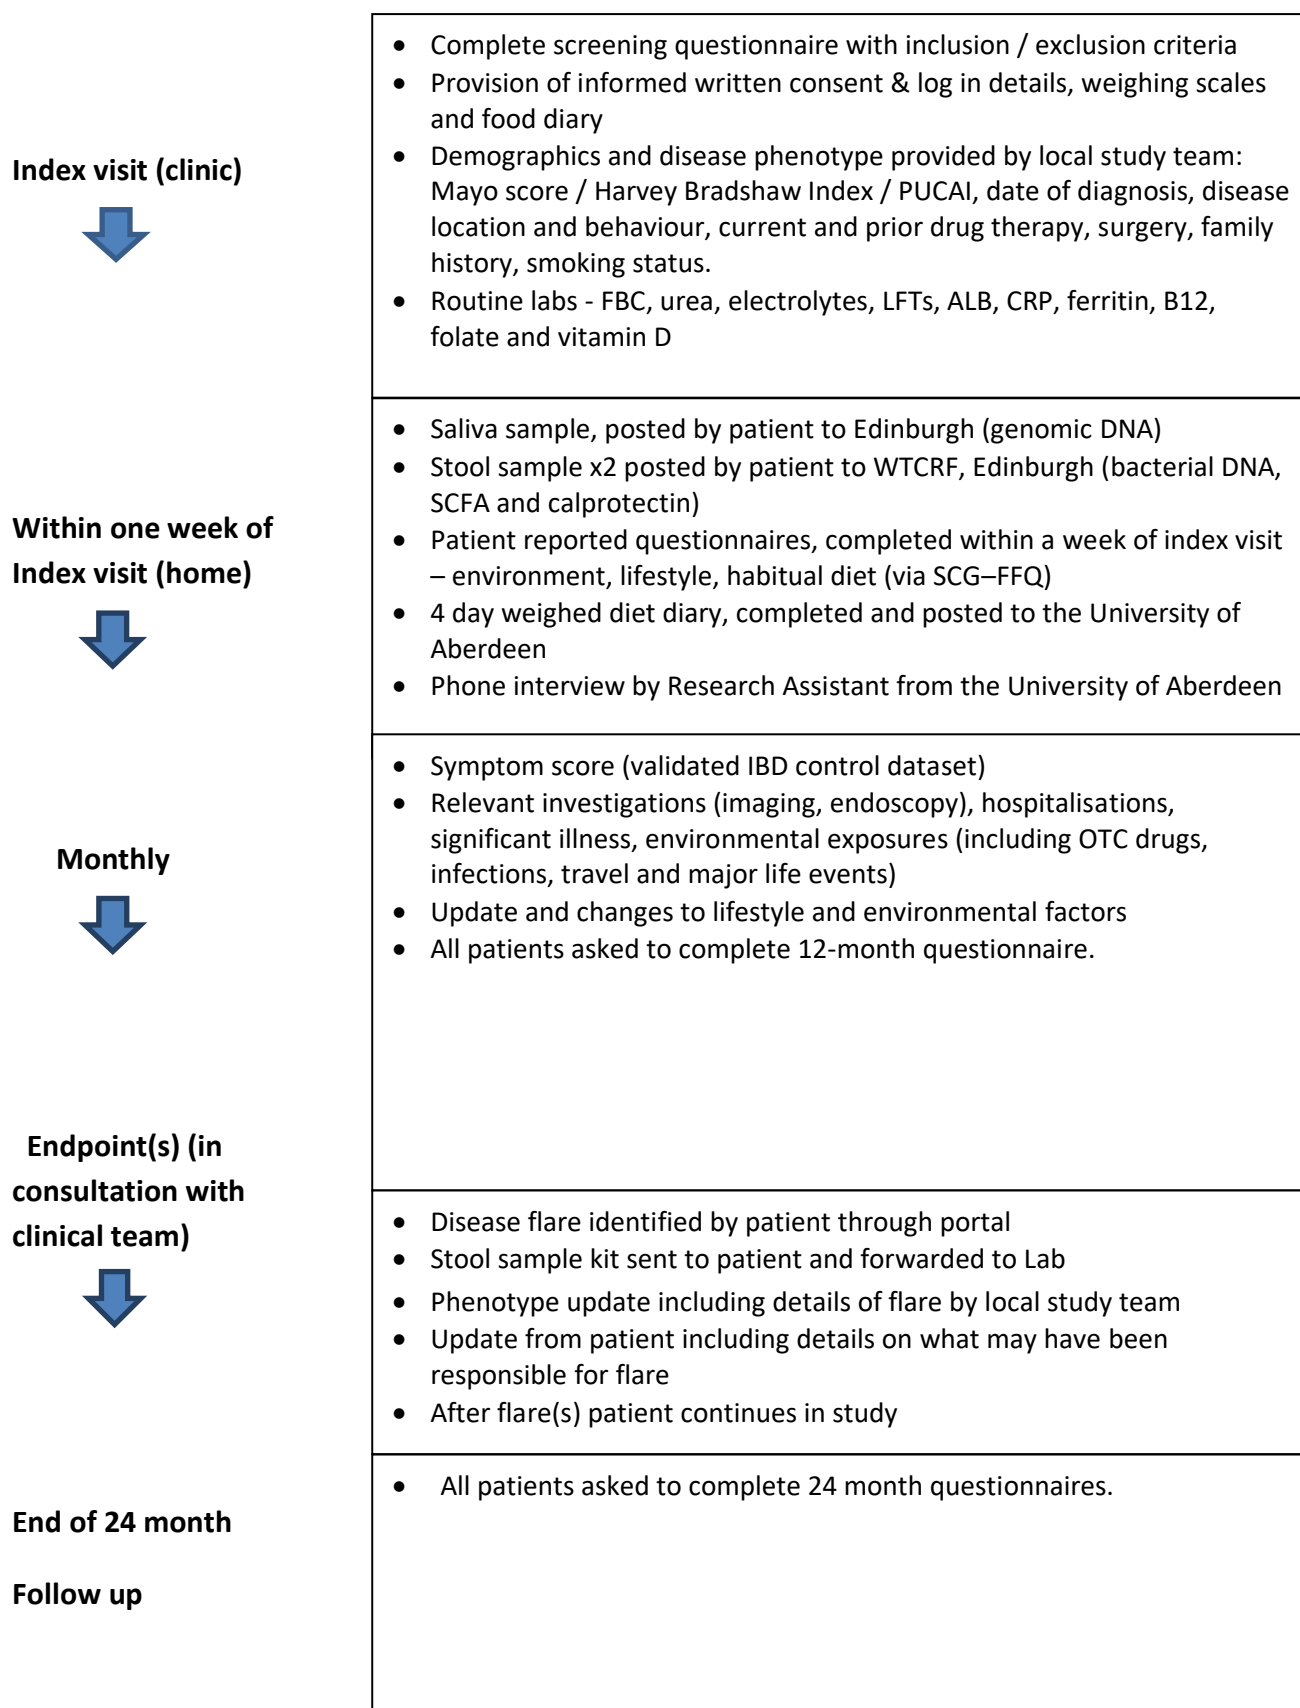 Index visit (clinic)
• Complete screening questionnaire with inclusion / exclusion criteria
• Provision of informed written consent & log in details, weighing scales
and food diary
• Demographics and disease phenotype provided by local study team:
Mayo score / Harvey Bradshaw Index / PUCAI, date of diagnosis, disease
location and behaviour, current and prior drug therapy, surgery, family
history, smoking status.
• Routine labs - FBC, urea, electrolytes, LFTs, ALB, CRP, ferritin, B12,
folate and vitamin D
Within one week of
Index visit (home)
• Saliva sample, posted by patient to Edinburgh (genomic DNA)
• Stool sample x2 posted by patient to WTCRF, Edinburgh (bacterial DNA,
SCFA and calprotectin)
• Patient reported questionnaires, completed within a week of index visit
– environment, lifestyle, habitual diet (via SCG–FFQ)
• 4 day weighed diet diary, completed and posted to the University of
Aberdeen
• Phone interview by Research Assistant from the University of Aberdeen
Monthly
• Symptom score (validated IBD control dataset)
• Relevant investigations (imaging, endoscopy), hospitalisations,
significant illness, environmental exposures (including OTC drugs,
infections, travel and major life events)
• Update and changes to lifestyle and environmental factors
• All patients asked to complete 12-month questionnaire.
Endpoint(s) (in
consultation with
clinical team)
• Disease flare identified by patient through portal
• Stool sample kit sent to patient and forwarded to Lab
• Phenotype update including details of flare by local study team
• Update from patient including details on what may have been
responsible for flare
• After flare(s) patient continues in study
End of 24 month
Follow up
• All patients asked to complete 24 month questionnaires.